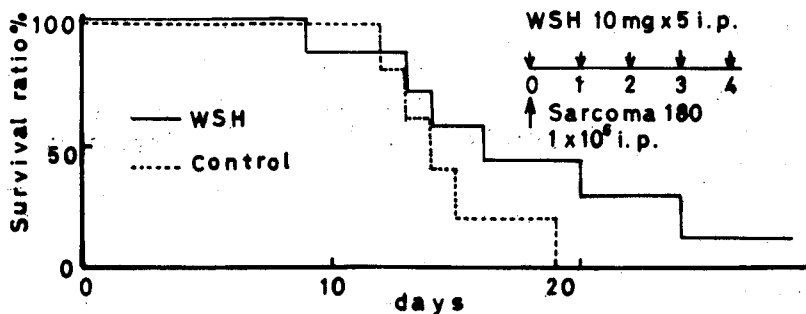 Survival ratio%
100
50
0
WSH
Control
WSH 10 mg x 5 i.p.
0 1 2 3 4
Sarcoma 180
1 x 10⁶ i.p.
0 10 20
days